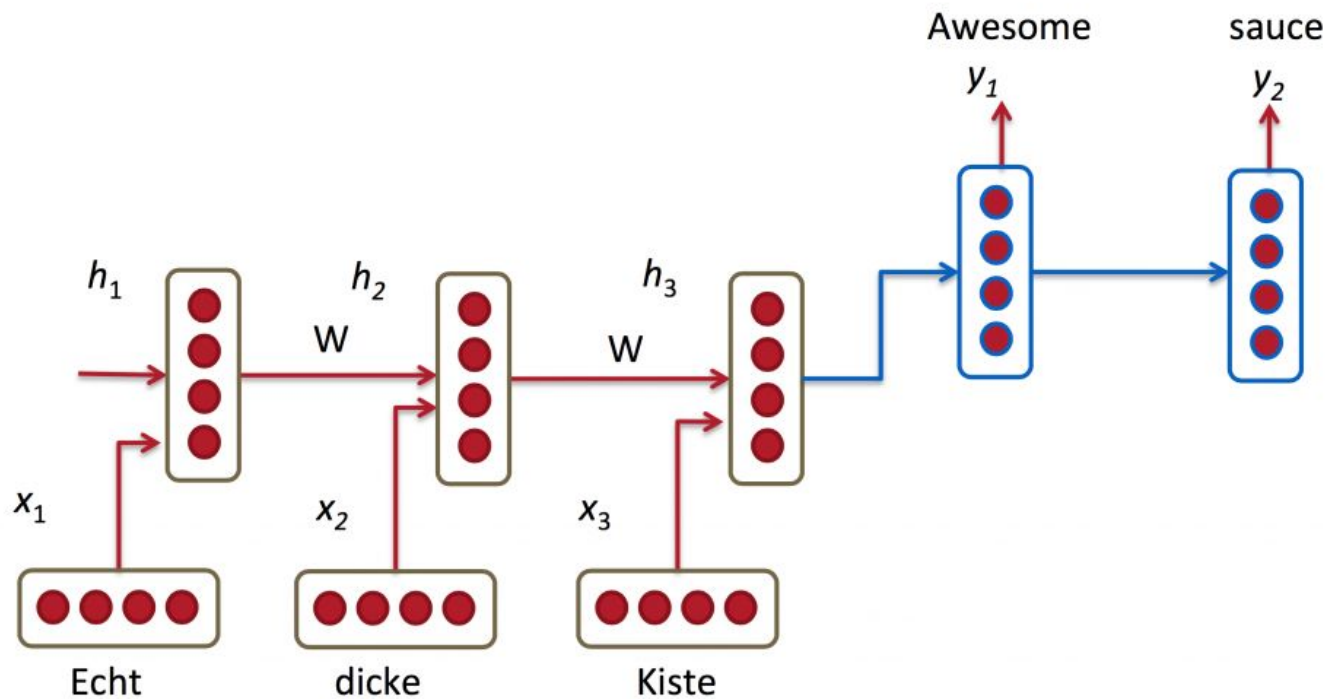 Awesome sauce
y₁ y₂
h₁ h₂ h₃
W W
x₁ x₂ x₃
Echt dicke Kiste